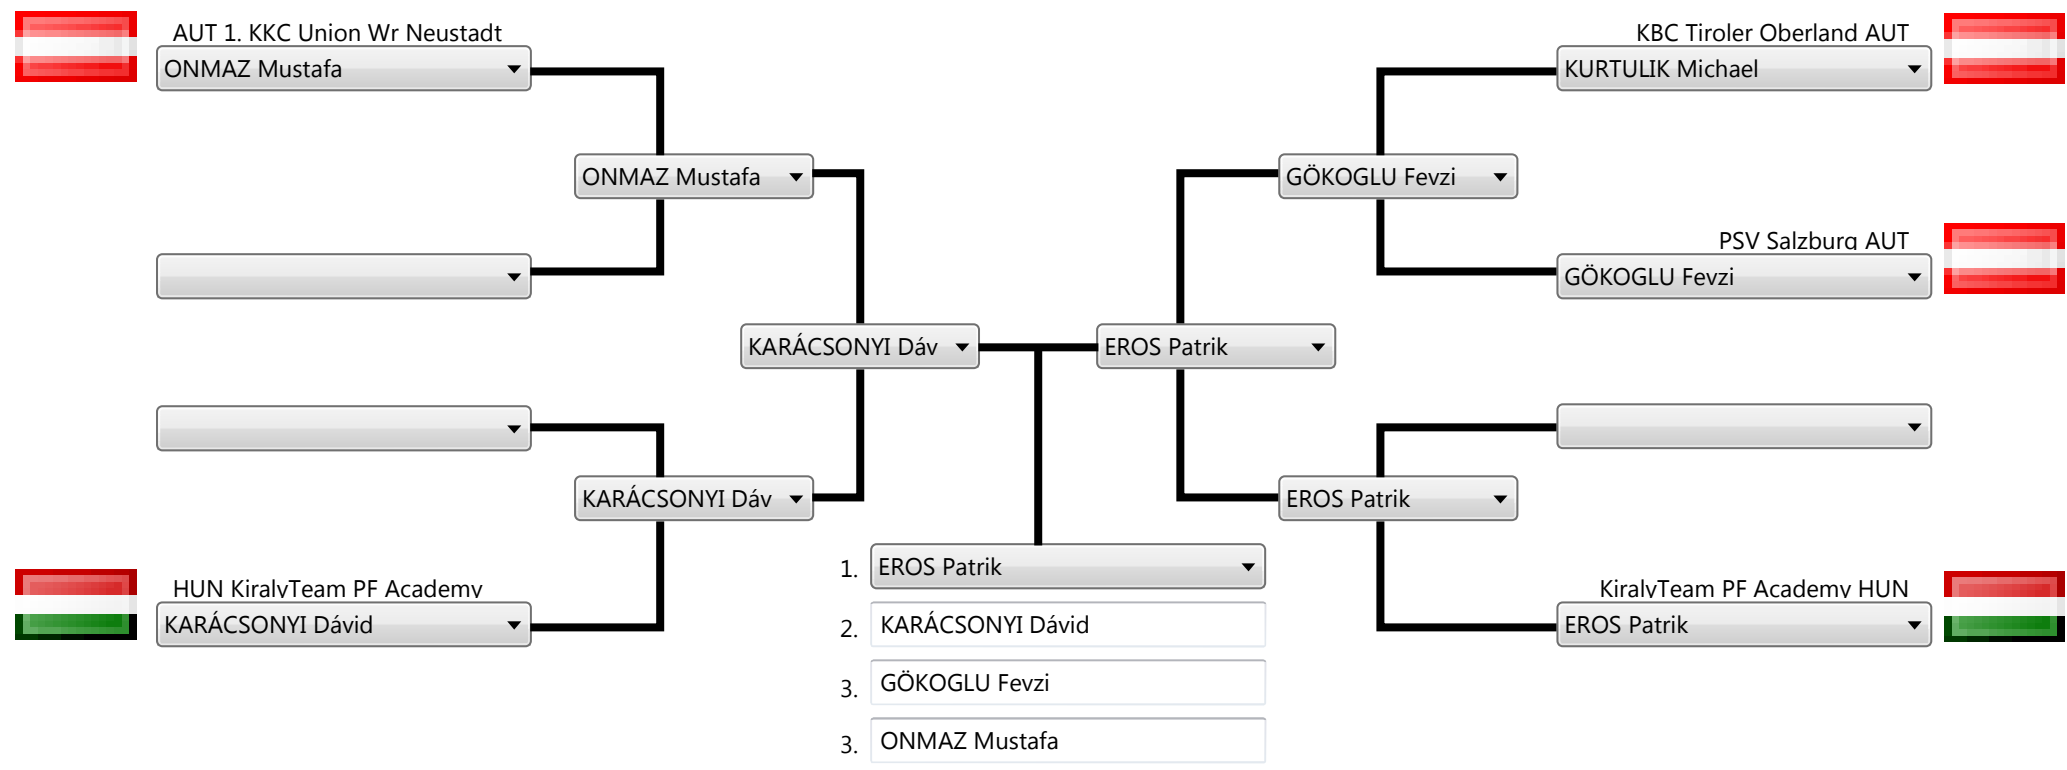 AUT 1. KKC Union Wr Neustadt
ONMAZ Mustafa
KBC Tiroler Oberland AUT
KURTULIK Michael
ONMAZ Mustafa
GÖKOGLU Fevzi
PSV Salzburg AUT
GÖKOGLU Fevzi
KARÁCSONYI Dáv
EROS Patrik
KARÁCSONYI Dáv
EROS Patrik
HUN KiralyTeam PF Academy
KARÁCSONYI Dávid
KiralyTeam PF Academy HUN
EROS Patrik
1. EROS Patrik
2. KARÁCSONYI Dávid
3. GÖKOGLU Fevzi
3. ONMAZ Mustafa